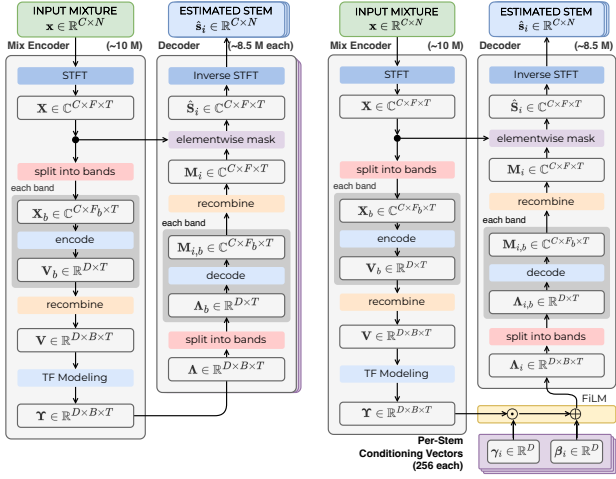 INPUT MIXTURE
x ∈ ℝ^{C×N}
Mix Encoder (~10 M)
STFT
X ∈ ℂ^{C×F×T}
split into bands
each band
X_b ∈ ℂ^{C×F_b×T}
encode
V_b ∈ ℝ^{D×T}
recombine
V ∈ ℝ^{D×B×T}
TF Modeling
Υ ∈ ℝ^{D×B×T}
ESTIMATED STEM
ŝ_i ∈ ℝ^{C×N}
Decoder (~8.5 M each)
Inverse STFT
Ŝ_i ∈ ℂ^{C×F×T}
elementwise mask
M_i ∈ ℂ^{C×F×T}
recombine
each band
M_{i,b} ∈ ℂ^{C×F_b×T}
decode
Λ_b ∈ ℝ^{D×T}
split into bands
Λ ∈ ℝ^{D×B×T}
INPUT MIXTURE
x ∈ ℝ^{C×N}
Mix Encoder (~10 M)
STFT
X ∈ ℂ^{C×F×T}
split into bands
each band
X_b ∈ ℂ^{C×F_b×T}
encode
V_b ∈ ℝ^{D×T}
recombine
V ∈ ℝ^{D×B×T}
TF Modeling
Υ ∈ ℝ^{D×B×T}
ESTIMATED STEM
ŝ_i ∈ ℝ^{C×N}
Decoder (~8.5 M)
Inverse STFT
Ŝ_i ∈ ℂ^{C×F×T}
elementwise mask
M_i ∈ ℂ^{C×F×T}
recombine
each band
M_{i,b} ∈ ℂ^{C×F_b×T}
decode
Λ_{i,b} ∈ ℝ^{D×T}
split into bands
Λ_i ∈ ℝ^{D×B×T}
FiLM
Per-Stem
Conditioning Vectors
(256 each)
γ_i ∈ ℝ^D
β_i ∈ ℝ^D